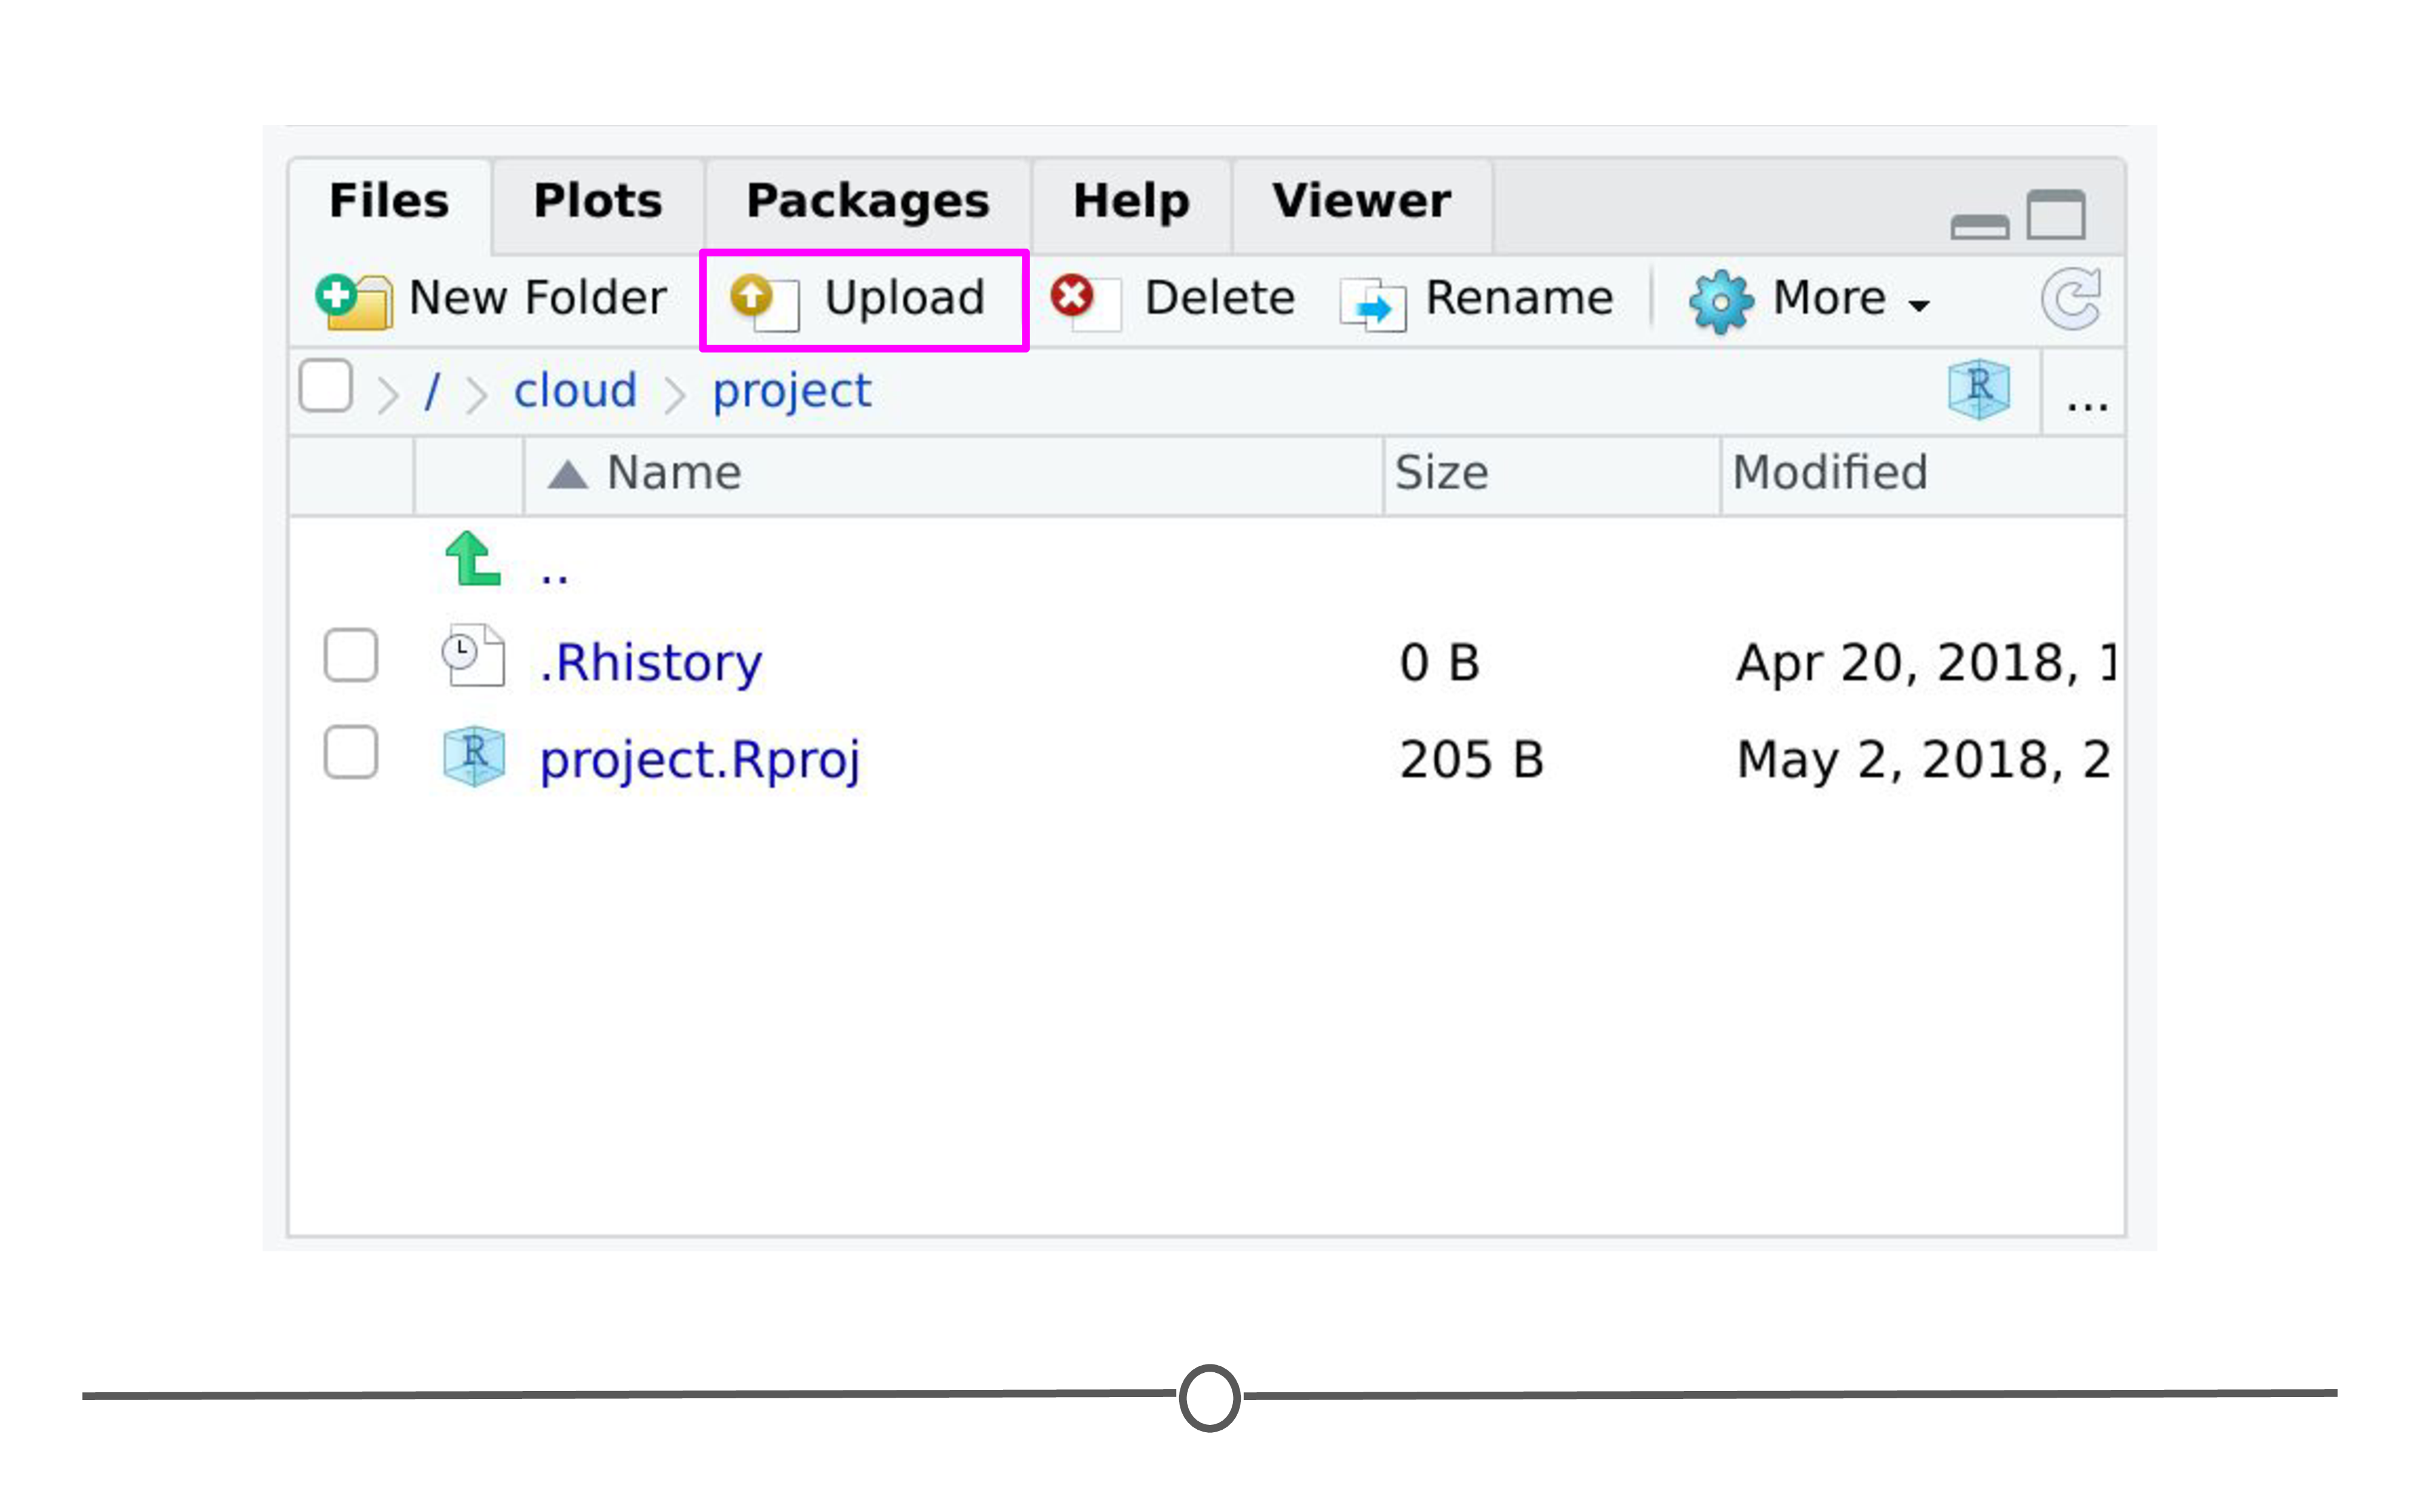 Files Plots Packages Help Viewer
New Folder Upload Delete Rename More
/ cloud project R ...
Name Size Modified
..
.Rhistory 0 B Apr 20, 2018, 1
R project.Rproj 205 B May 2, 2018, 2